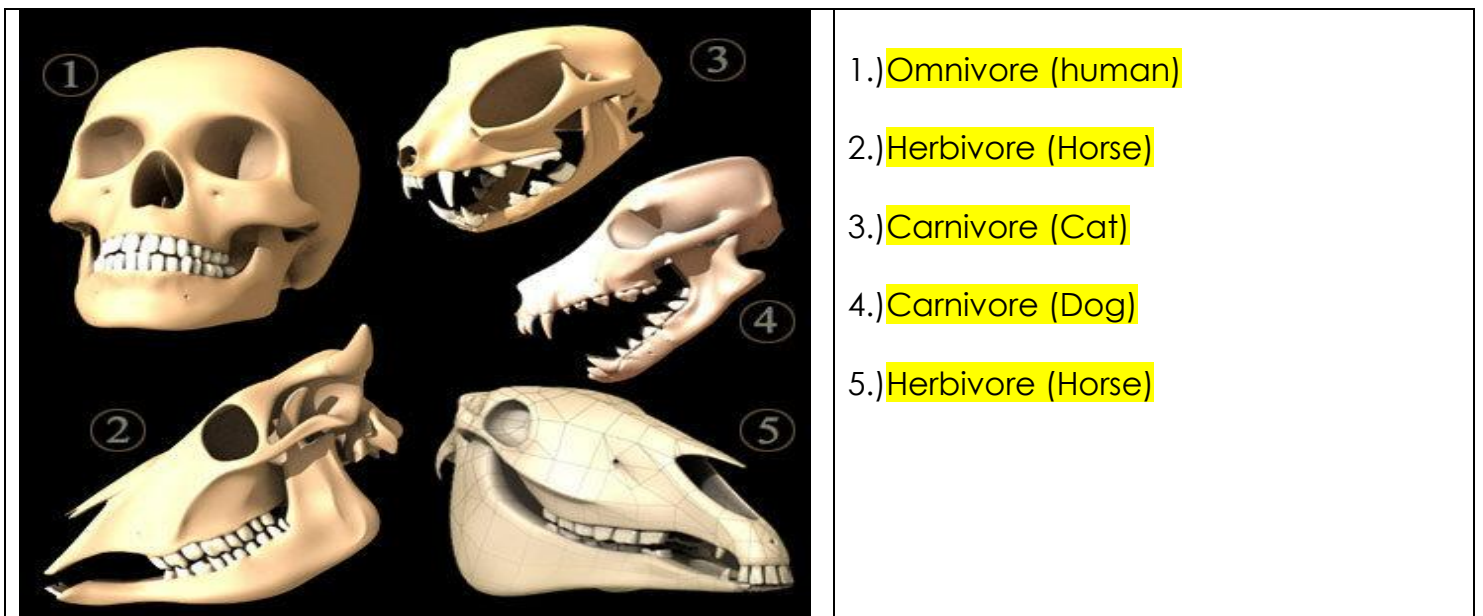 1
3
4
2
5
1.)Omnivore (human)
2.)Herbivore (Horse)
3.)Carnivore (Cat)
4.)Carnivore (Dog)
5.)Herbivore (Horse)